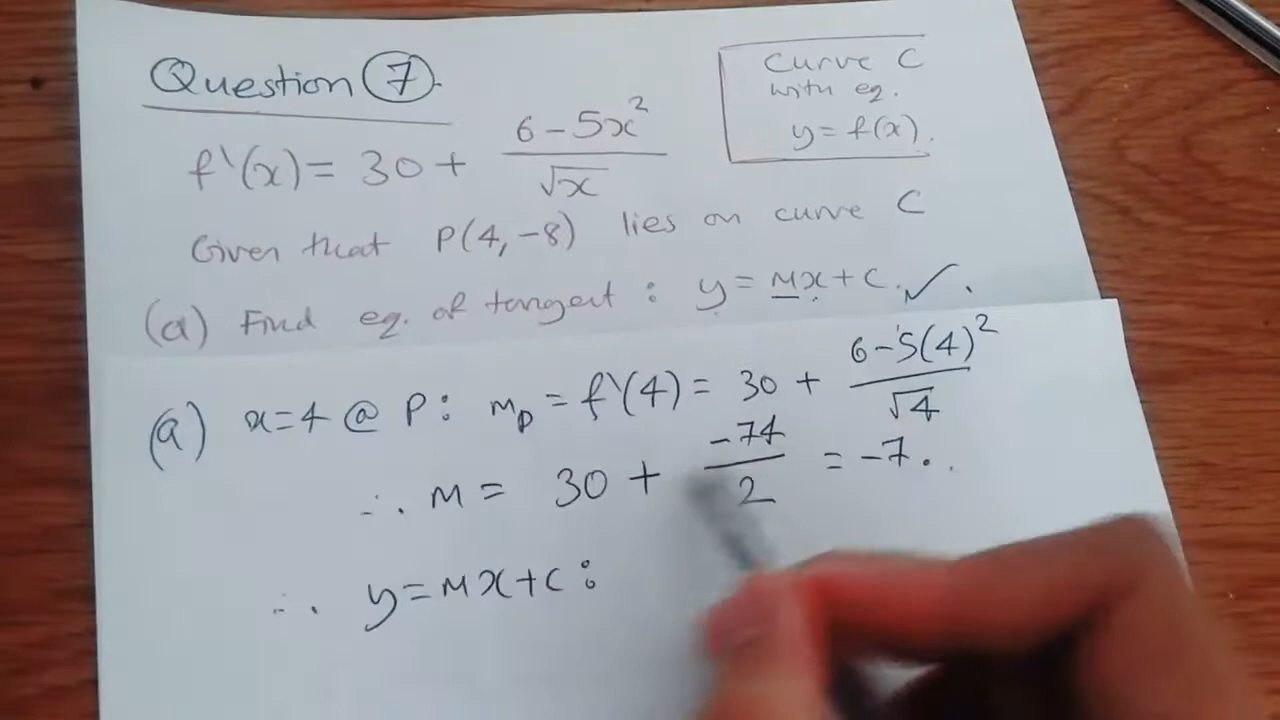 Question 7.
Curve C
with eq.
y = f(x).
f'(x) = 30 + (6 - 5x²)/√x
Given that P(4, -8) lies on curve C
(a) Find eq. of tangent : y = mx + c. ✓.
(a) x = 4 @ P : m_p = f'(4) = 30 + (6 - 5(4)²)/√4
∴ M = 30 + (-74)/2 = -7.
∴ y = mx + c :